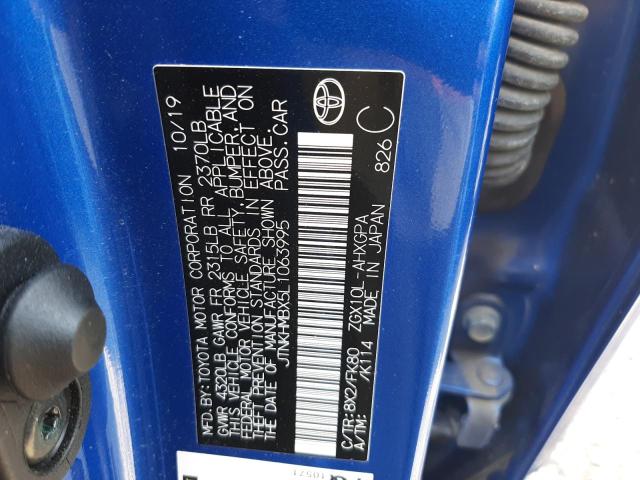 MFD.BY:TOYOTA MOTOR CORPORATION 10/19
GVWR 4320LB GAWR FR 2315LB RR 2370LB
THIS VEHICLE CONFORMS TO ALL APPLICABLE
FEDERAL MOTOR VEHICLE SAFETY, BUMPER, AND
THEFT PREVENTION STANDARDS IN EFFECT ON
THE DATE OF MANUFACTURE SHOWN ABOVE.
JTNKHMBX5L1063995 PASS.CAR
C/TR:8X2/FK80 ZGX10L-AHXGPA
A/TM: /K114 MADE IN JAPAN 826 C